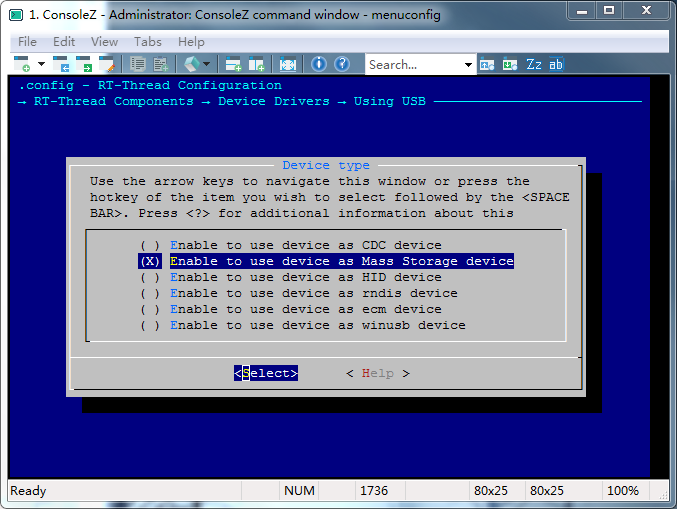 1. ConsoleZ - Administrator: ConsoleZ command window - menuconfig
File Edit View Tabs Help
Search... Zz ab
.config - RT-Thread Configuration
→ RT-Thread Components → Device Drivers → Using USB
Device type
Use the arrow keys to navigate this window or press the
hotkey of the item you wish to select followed by the <SPACE
BAR>. Press <?> for additional information about this
( ) Enable to use device as CDC device
(X) Enable to use device as Mass Storage device
( ) Enable to use device as HID device
( ) Enable to use device as rndis device
( ) Enable to use device as ecm device
( ) Enable to use device as winusb device
<Select> < Help >
Ready NUM 1736 80x25 80x25 100%